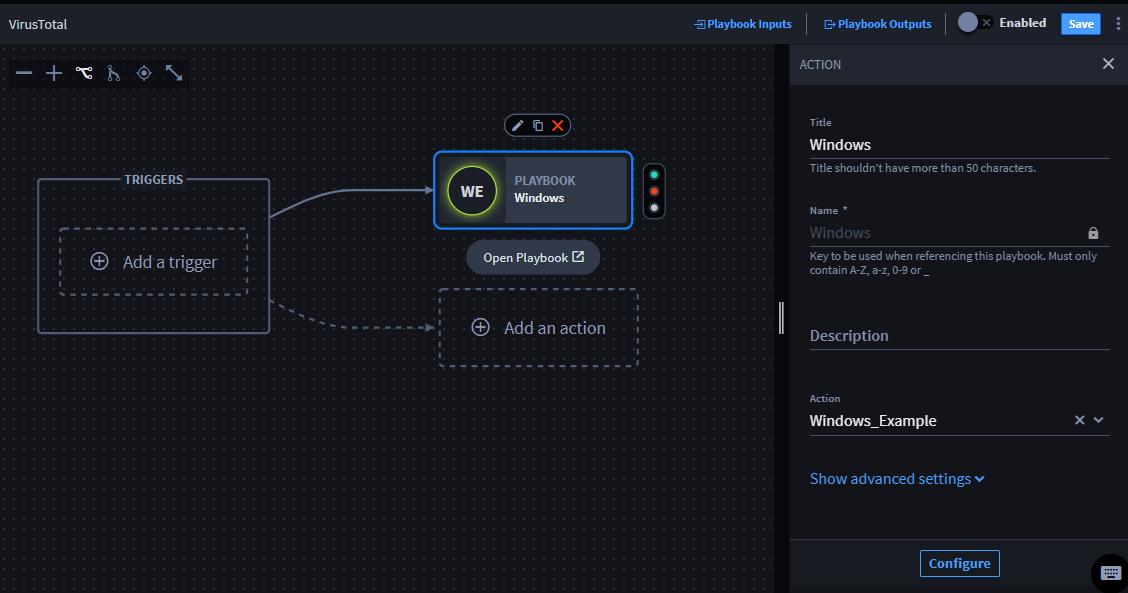 VirusTotal
Playbook Inputs
Playbook Outputs
Enabled
Save
TRIGGERS
Add a trigger
WE
PLAYBOOK
Windows
Open Playbook
Add an action
ACTION
Title
Windows
Title shouldn't have more than 50 characters.
Name *
Windows
Key to be used when referencing this playbook. Must only
contain A-Z, a-z, 0-9 or _
Description
Action
Windows_Example
Show advanced settings
Configure